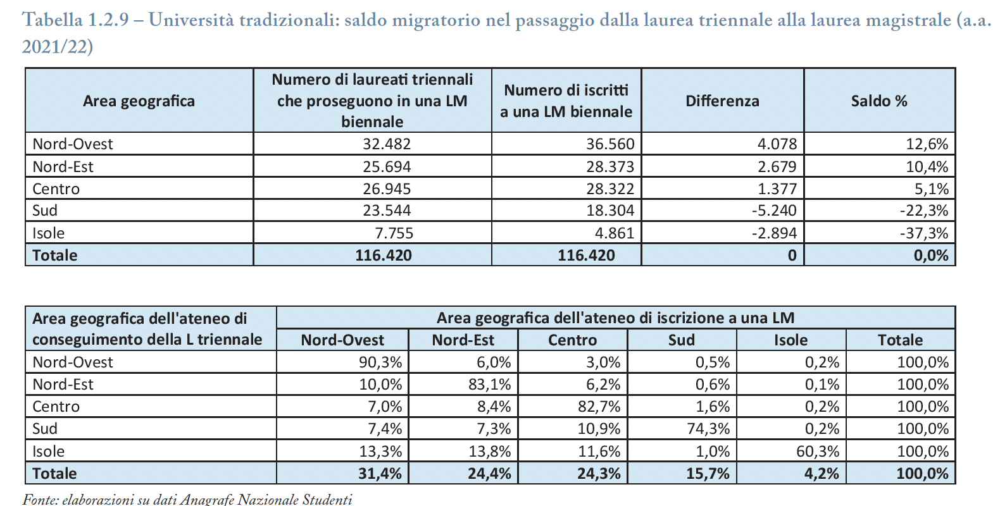 Tabella 1.2.9 – Università tradizionali: saldo migratorio nel passaggio dalla laurea triennale alla laurea magistrale (a.a.
2021/22)
Area geografica
Numero di laureati triennali
che proseguono in una LM
biennale
Numero di iscritti
a una LM biennale
Differenza
Saldo %
Nord-Ovest 32.482 36.560 4.078 12,6%
Nord-Est 25.694 28.373 2.679 10,4%
Centro 26.945 28.322 1.377 5,1%
Sud 23.544 18.304 -5.240 -22,3%
Isole 7.755 4.861 -2.894 -37,3%
Totale 116.420 116.420 0 0,0%
Area geografica dell'ateneo di
conseguimento della L triennale
Area geografica dell'ateneo di iscrizione a una LM
Nord-Ovest Nord-Est Centro Sud Isole Totale
Nord-Ovest 90,3% 6,0% 3,0% 0,5% 0,2% 100,0%
Nord-Est 10,0% 83,1% 6,2% 0,6% 0,1% 100,0%
Centro 7,0% 8,4% 82,7% 1,6% 0,2% 100,0%
Sud 7,4% 7,3% 10,9% 74,3% 0,2% 100,0%
Isole 13,3% 13,8% 11,6% 1,0% 60,3% 100,0%
Totale 31,4% 24,4% 24,3% 15,7% 4,2% 100,0%
Fonte: elaborazioni su dati Anagrafe Nazionale Studenti